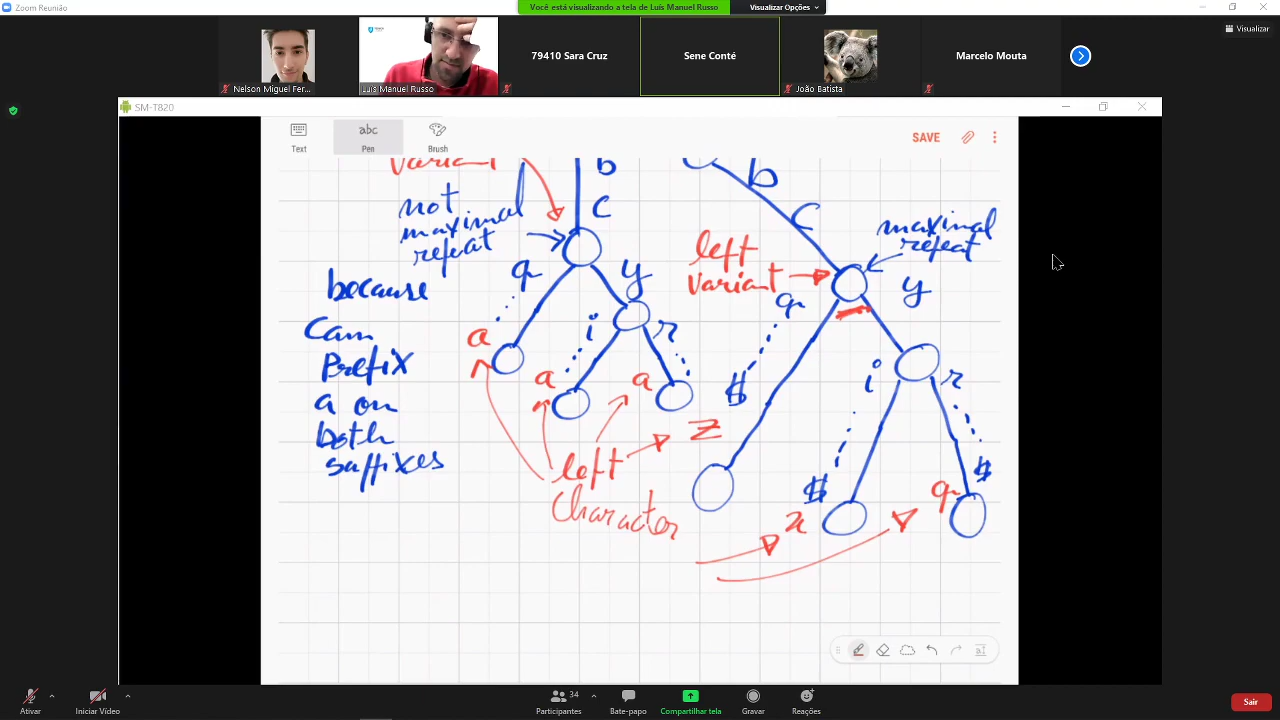 Zoom Reunião
Você está visualizando a tela de Luís Manuel Russo
Visualizar Opções
Visualizar
Nelson Miguel Fer...
Luís Manuel Russo
79410 Sara Cruz
Sene Conté
João Batista
Marcelo Mouta
SM-T820
Text
abc
Pen
Brush
SAVE
variant
b
c
not
maximal
repeat
because
Can
Prefix
a on
both
suffixes
q
y
i
r
a
a
a
left
character
z
b
c
left
variant
maximal
repeat
q
y
$
i
r
$
$
x
q
Ativar
Iniciar Vídeo
34
Participantes
Bate-papo
Compartilhar tela
Gravar
Reações
Sair